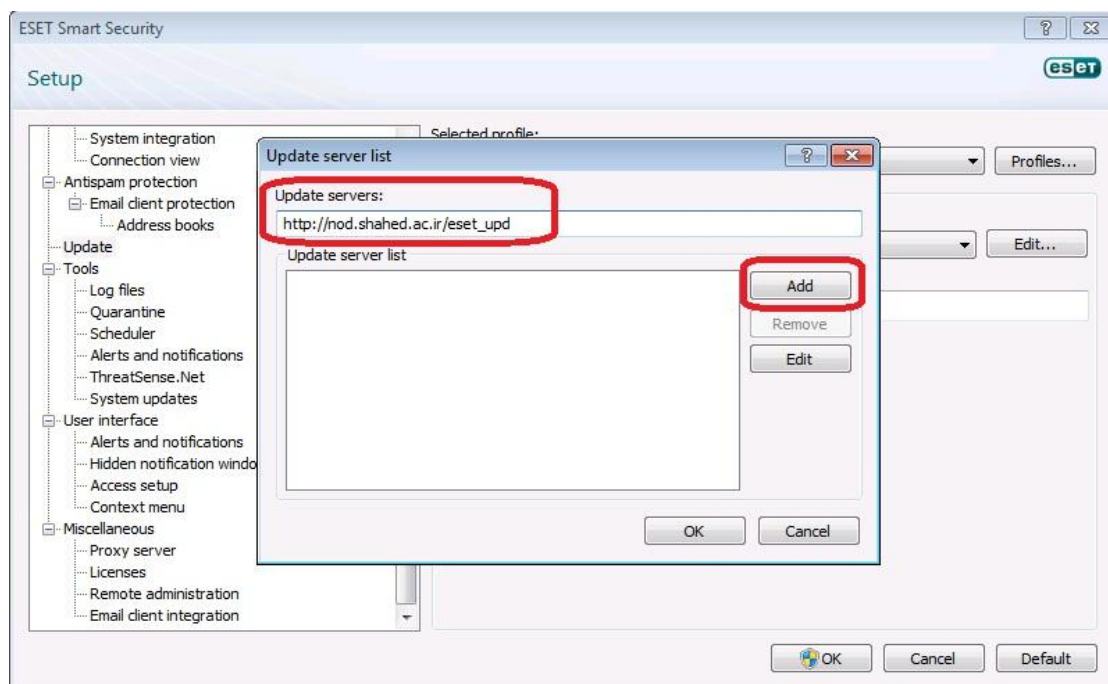 ESET Smart Security
Setup
eset
System integration
Connection view
Antispam protection
Email client protection
Address books
Update
Tools
Log files
Quarantine
Scheduler
Alerts and notifications
ThreatSense.Net
System updates
User interface
Alerts and notifications
Hidden notification windo
Access setup
Context menu
Miscellaneous
Proxy server
Licenses
Remote administration
Email client integration
Selected profile:
Profiles...
Edit...
Update server list
Update servers:
http://nod.shahed.ac.ir/eset_upd
Update server list
Add
Remove
Edit
OK Cancel
OK Cancel Default